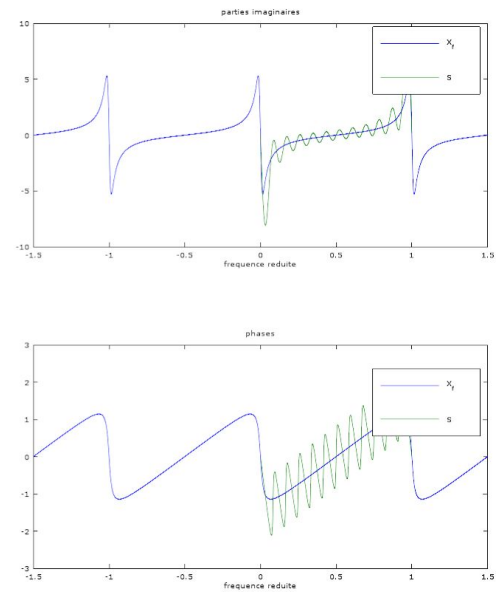 parties imaginaires
10
5
0
-5
-10
X_f
s
-1.5 -1 -0.5 0 0.5 1 1.5
frequence reduite
phases
3
2
1
0
-1
-2
-3
X_f
s
-1.5 -1 -0.5 0 0.5 1 1.5
frequence reduite